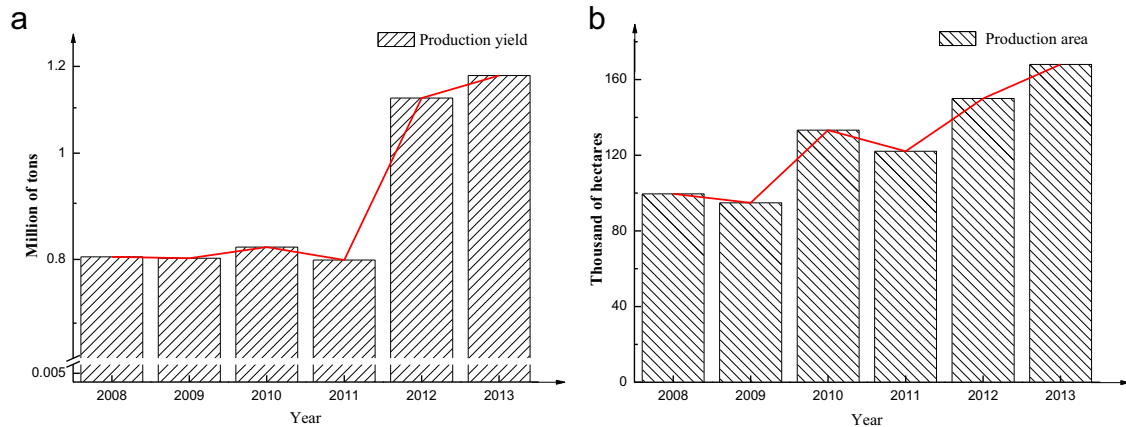 a
Production yield
Million of tons
1.2
1
0.8
0.005
2008 2009 2010 2011 2012 2013
Year
b
Production area
Thousand of hectares
160
120
80
40
0
2008 2009 2010 2011 2012 2013
Year